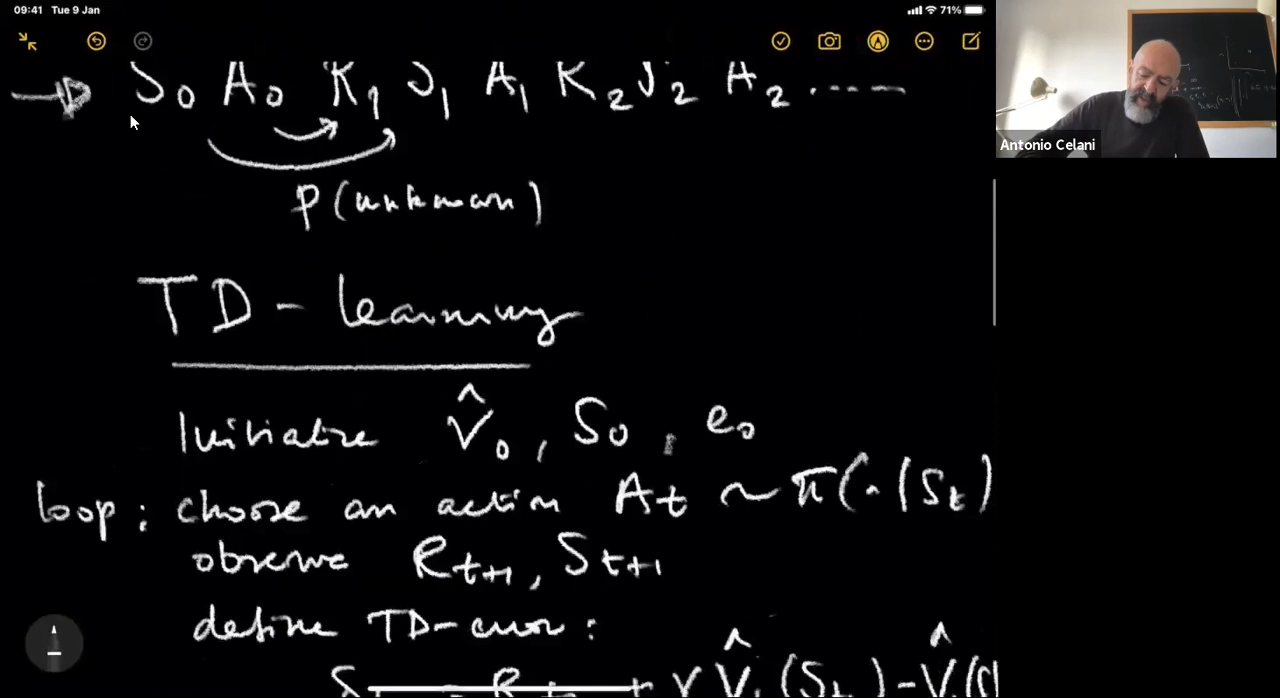 09:41 Tue 9 Jan 71%
S₀ A₀ R₁ S₁ A₁ R₂ S₂ A₂ .....
p (unknown)
TD - learning
Initialize V̂₀, S₀, e₀
loop: choose an action Aₜ ~ π(·|Sₜ)
observe Rₜ₊₁, Sₜ₊₁
define TD-error:
Antonio Celani